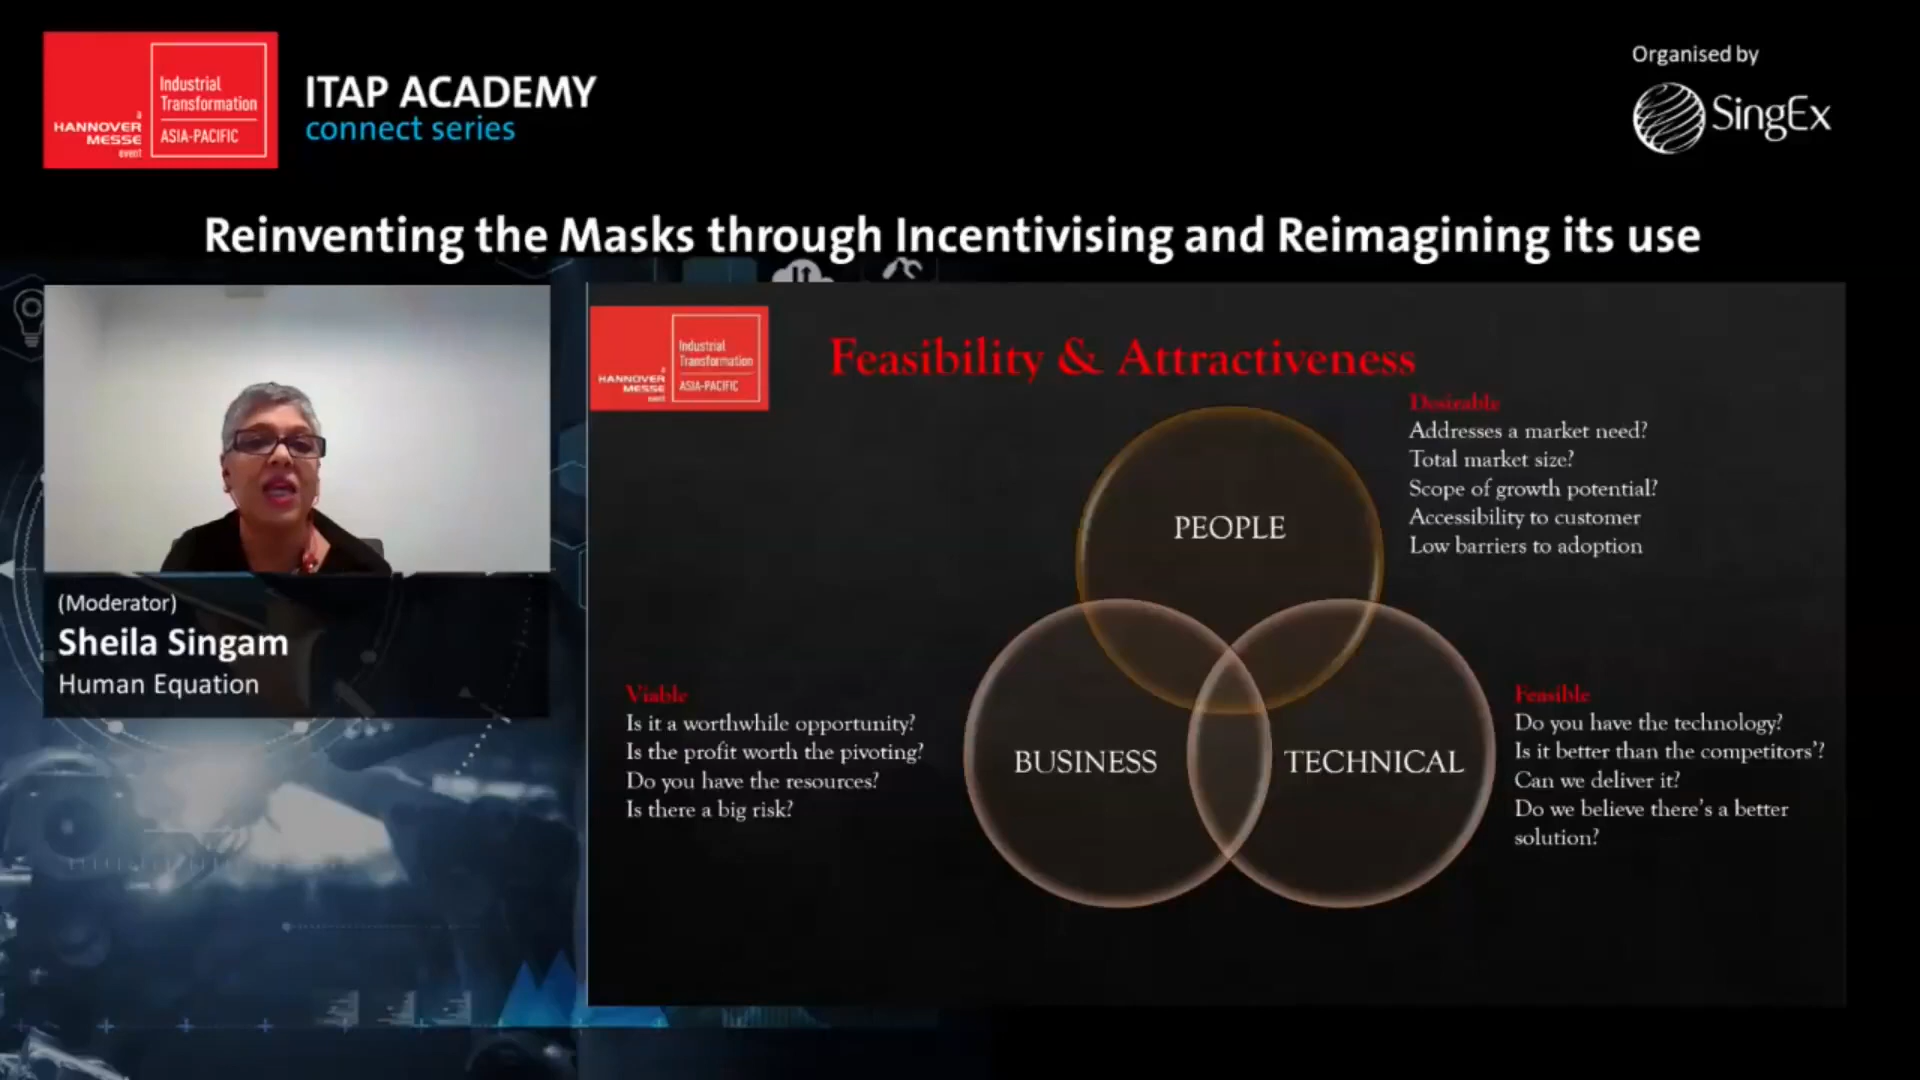 a
HANNOVER
MESSE
event
Industrial
Transformation
ASIA-PACIFIC
ITAP ACADEMY
connect series
Organised by
SingEx
Reinventing the Masks through Incentivising and Reimagining its use
(Moderator)
Sheila Singam
Human Equation
a
HANNOVER
MESSE
event
Industrial
Transformation
ASIA-PACIFIC
Feasibility & Attractiveness
Desirable
Addresses a market need?
Total market size?
Scope of growth potential?
Accessibility to customer
Low barriers to adoption
PEOPLE
Viable
Is it a worthwhile opportunity?
Is the profit worth the pivoting?
Do you have the resources?
Is there a big risk?
BUSINESS
TECHNICAL
Feasible
Do you have the technology?
Is it better than the competitors'?
Can we deliver it?
Do we believe there's a better
solution?